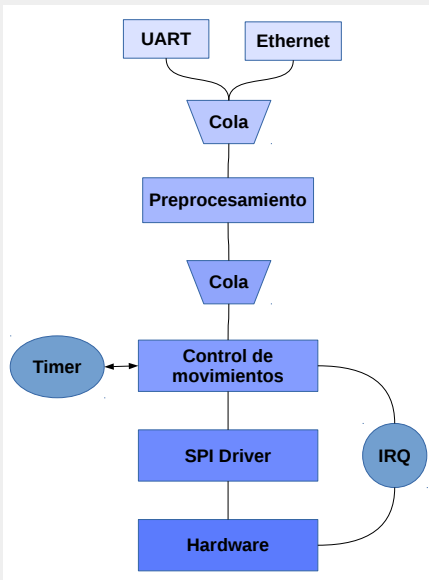 UART
Ethernet
Cola
Preprocesamiento
Cola
Timer
Control de
movimientos
SPI Driver
IRQ
Hardware